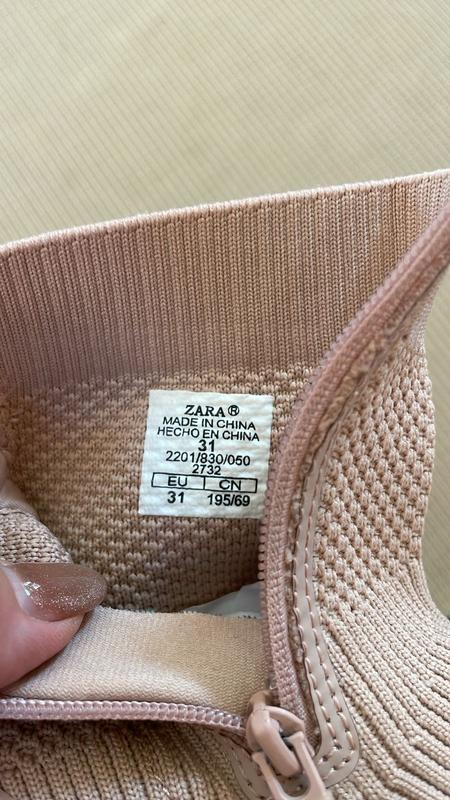 ZARA®
MADE IN CHINA
HECHO EN CHINA
31
2201/830/050
2732
EU CN
31 195/69